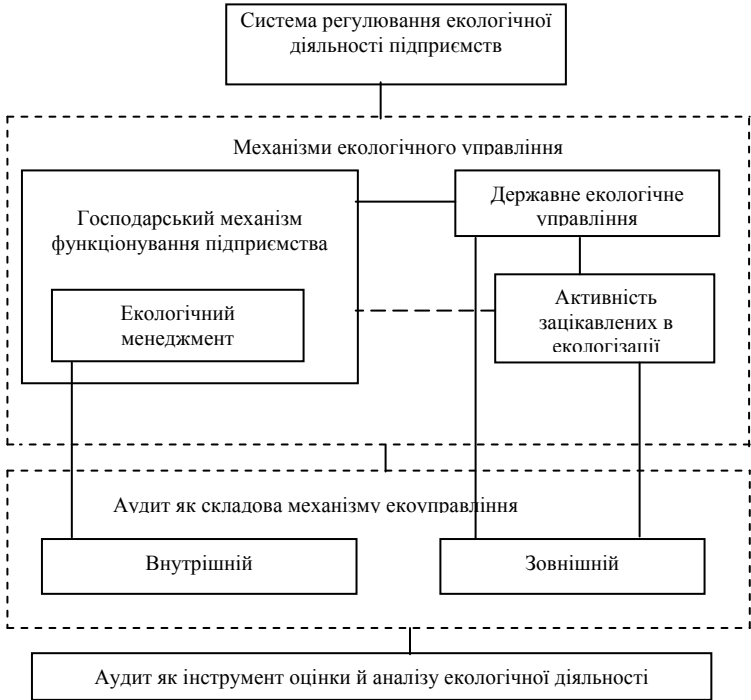 Система регулювання екологічної
діяльності підприємств
Механізми екологічного управління
Господарський механізм
функціонування підприємства
Державне екологічне
управління
Екологічний
менеджмент
Активність
зацікавлених в
екологізації
Аудит як складова механізму екоуправління
Внутрішній
Зовнішній
Аудит як інструмент оцінки й аналізу екологічної діяльності